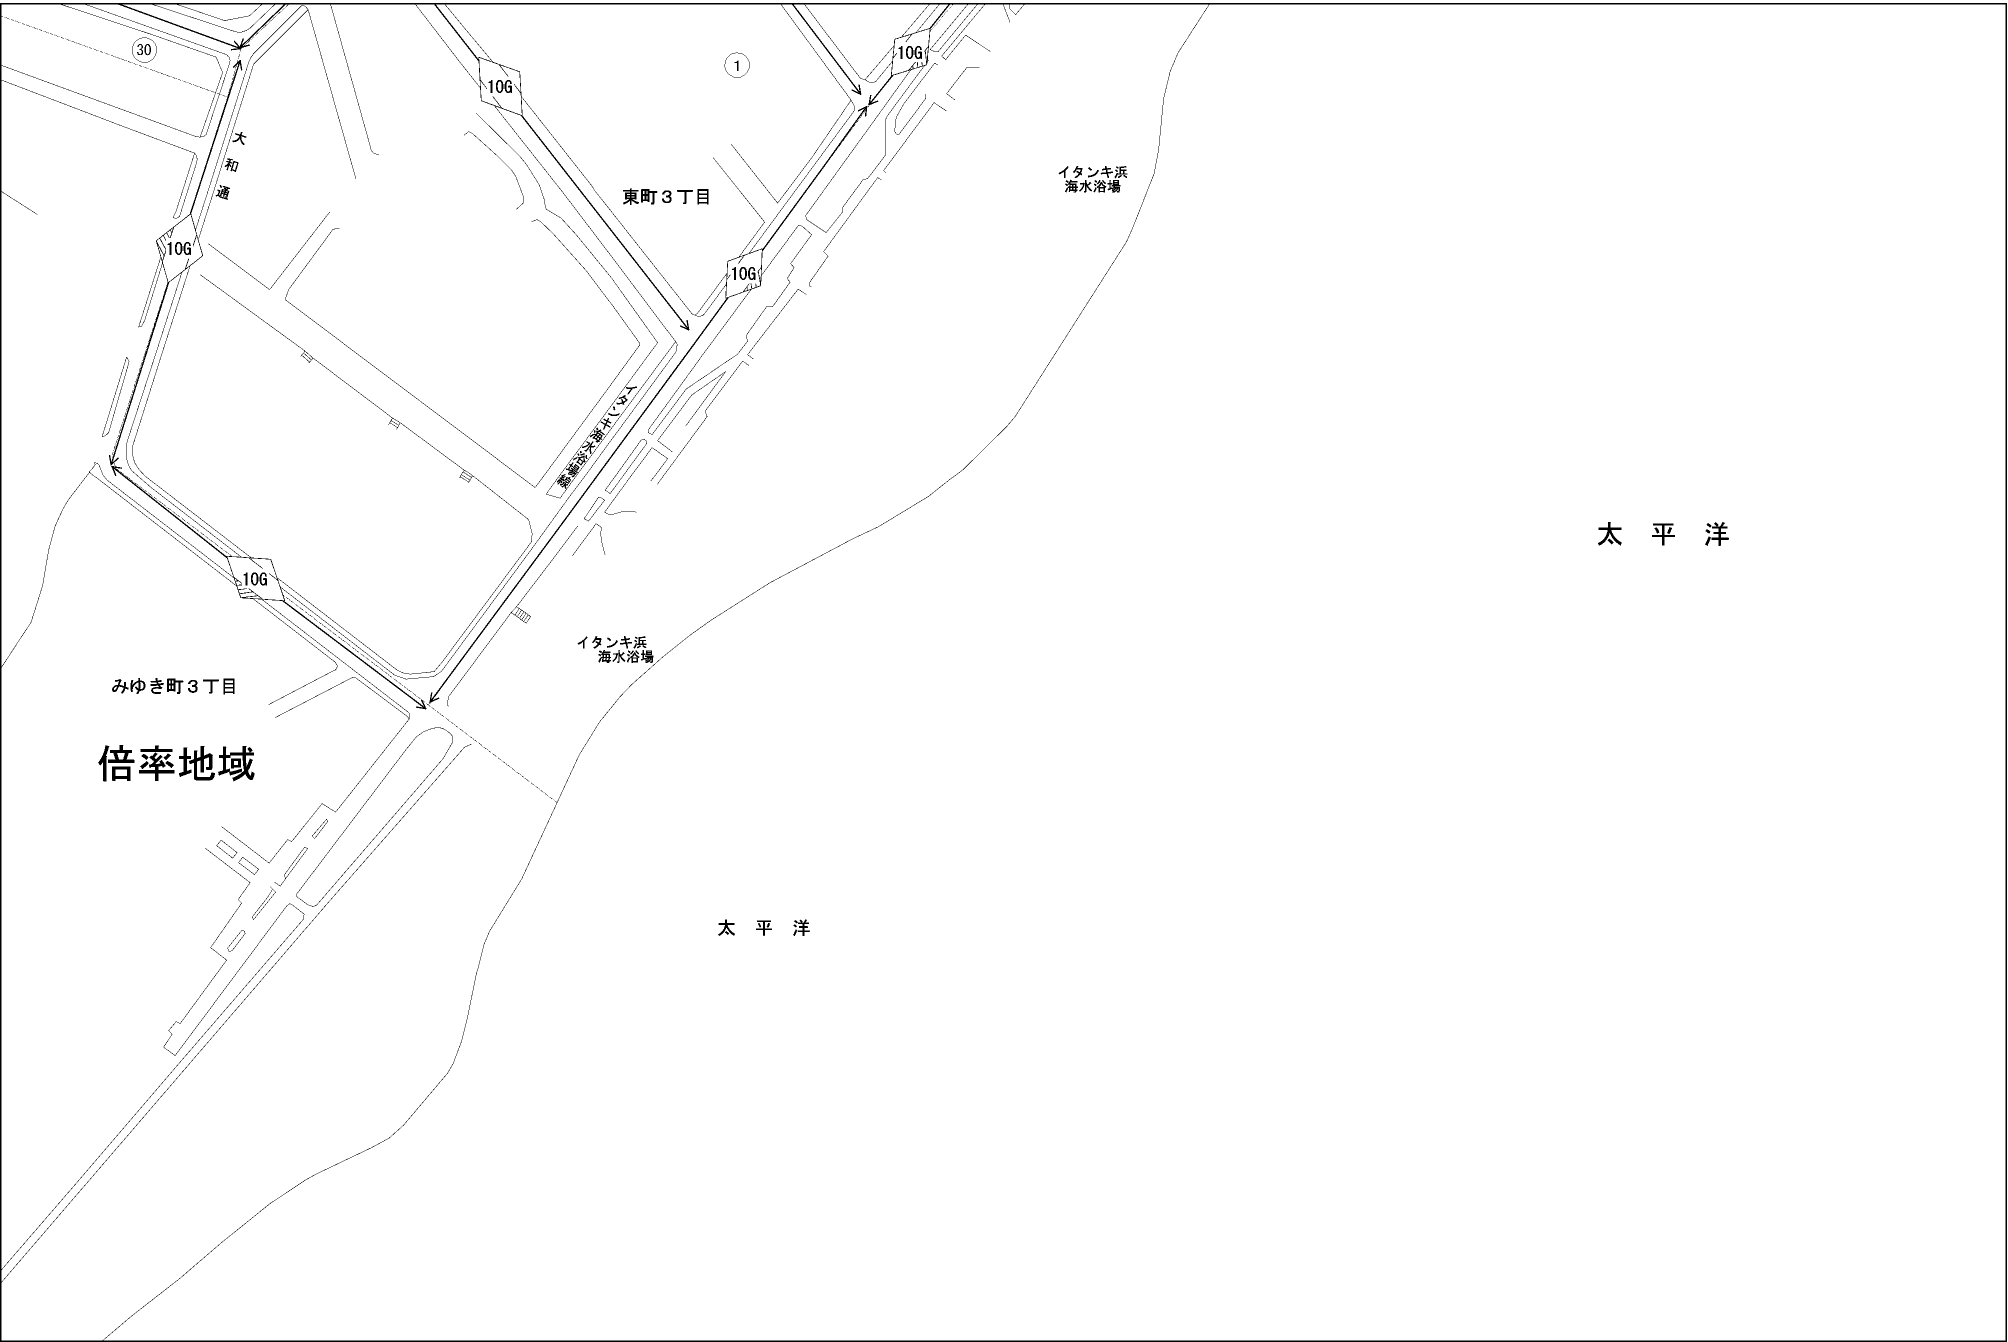 30
1
10G
10G
大和通
イタンキ浜
海水浴場
東町３丁目
10G
10G
イタンキ海水浴場線
太　平　洋
10G
イタンキ浜
海水浴場
みゆき町３丁目
倍率地域
太　平　洋